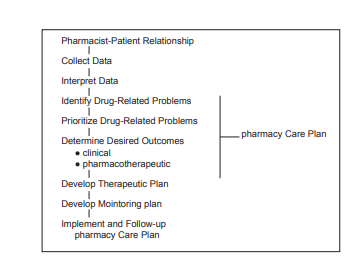 Pharmacist-Patient Relationship
Collect Data
Interpret Data
Identify Drug-Related Problems
Prioritize Drug-Related Problems
Determine Desired Outcomes
• clinical
• pharmacotherapeutic
pharmacy Care Plan
Develop Therapeutic Plan
Develop Mointoring plan
Implement and Follow-up
pharmacy Care Plan